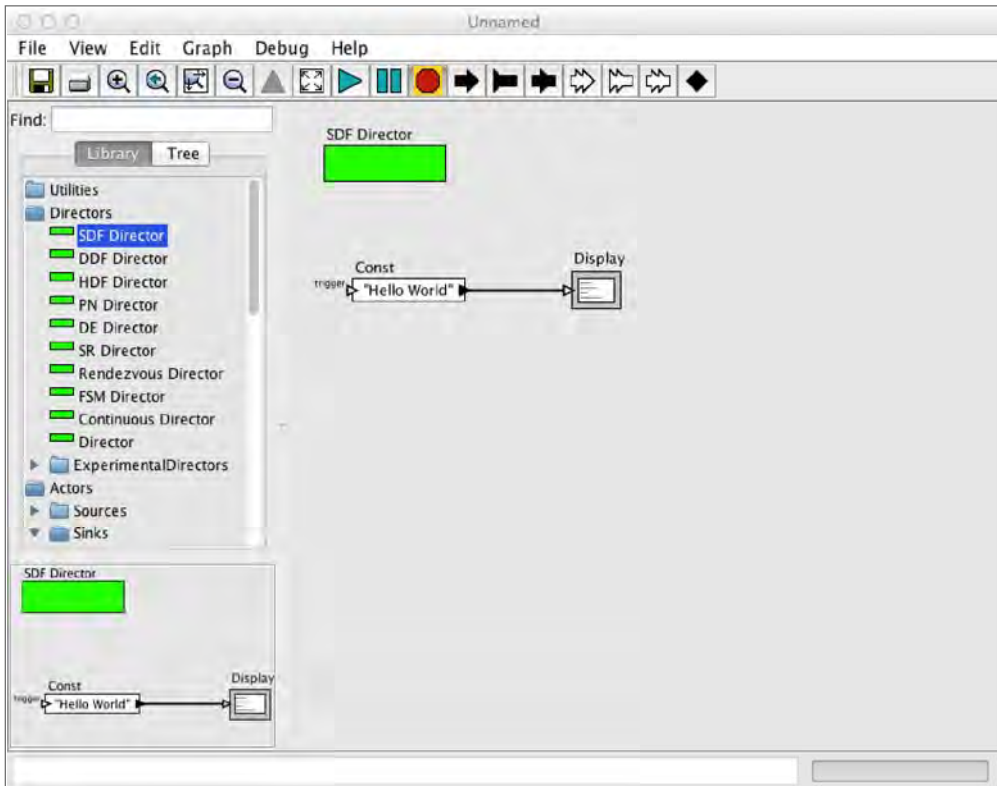 Unnamed
File View Edit Graph Debug Help
Find:
Library Tree
Utilities
Directors
SDF Director
DDF Director
HDF Director
PN Director
DE Director
SR Director
Rendezvous Director
FSM Director
Continuous Director
Director
ExperimentalDirectors
Actors
Sources
Sinks
SDF Director
Const
Display
trigger
"Hello World"
SDF Director
Const
Display
trigger
"Hello World"